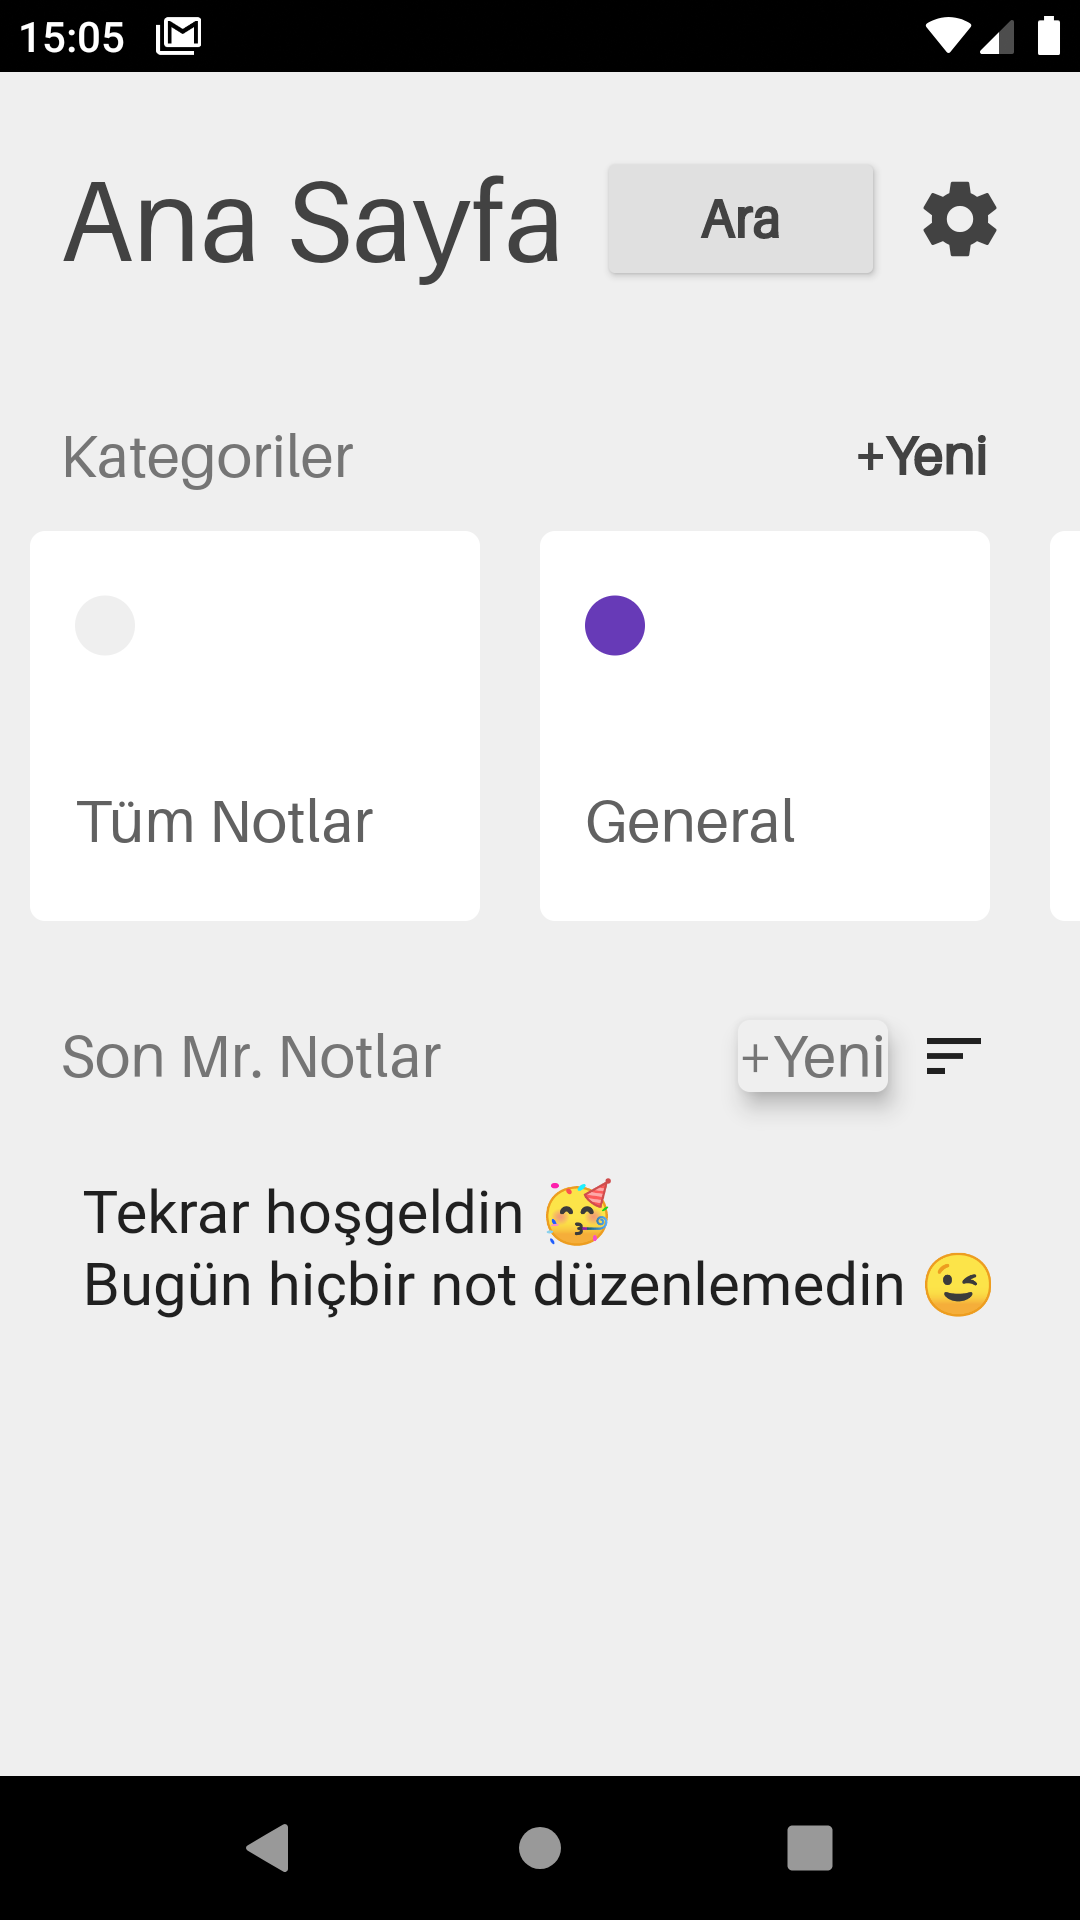 15:05
Ana Sayfa
Ara
Kategoriler
+Yeni
Tüm Notlar
General
Son Mr. Notlar
+Yeni
Tekrar hoşgeldin 🥳
Bugün hiçbir not düzenlemedin 😉